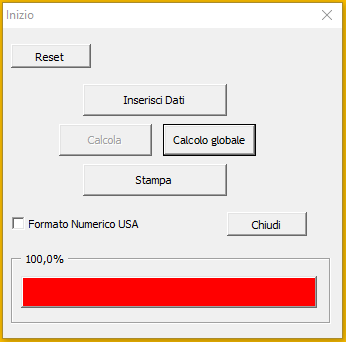 Inizio
Reset
Inserisci Dati
Calcola
Calcolo globale
Stampa
Formato Numerico USA
Chiudi
100,0%